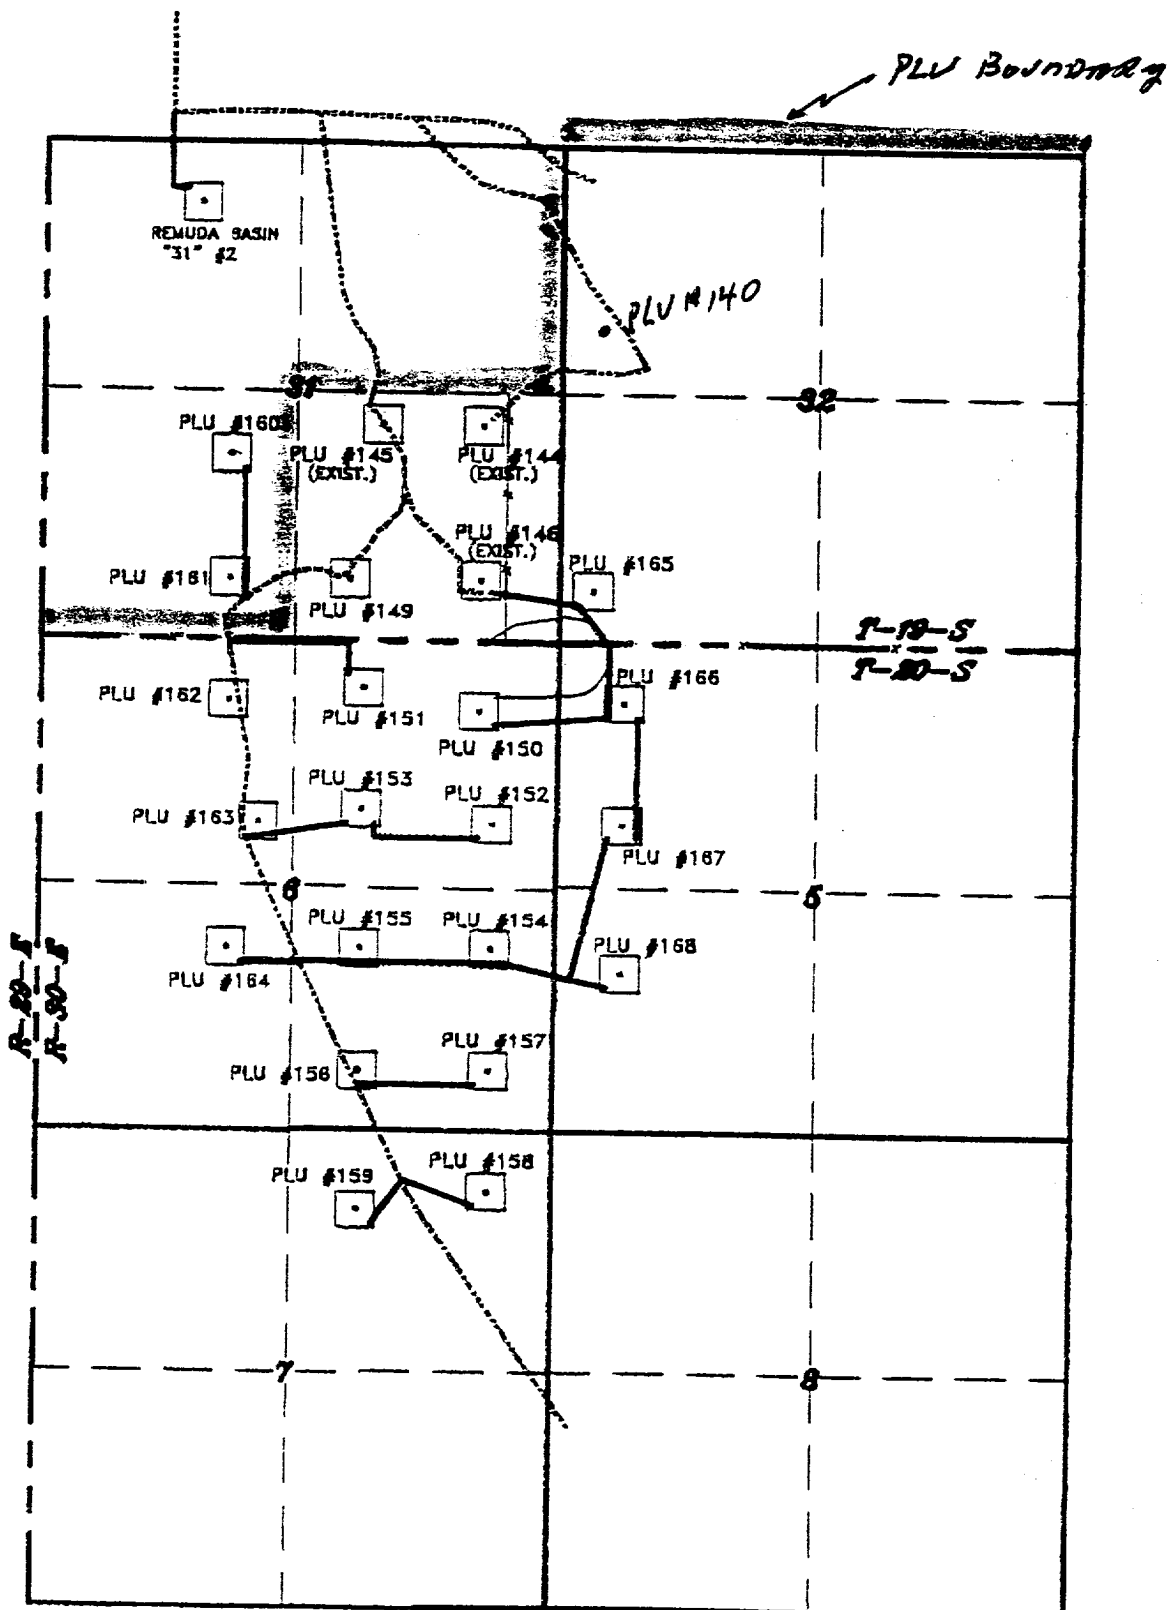 PLU BOUNDARY
REMUDA BASIN
"31" #2
PLU #140
31
32
PLU #160
PLU #145
(EXIST.)
PLU #144
(EXIST.)
PLU #146
(EXIST.)
PLU #165
PLU #161
PLU #149
T-19-S
T-20-S
PLU #162
PLU #151
PLU #166
PLU #150
PLU #153
PLU #152
PLU #163
PLU #167
6
5
PLU #155
PLU #154
PLU #168
PLU #164
R-29-E
R-30-E
PLU #157
PLU #156
PLU #159
PLU #158
7
8